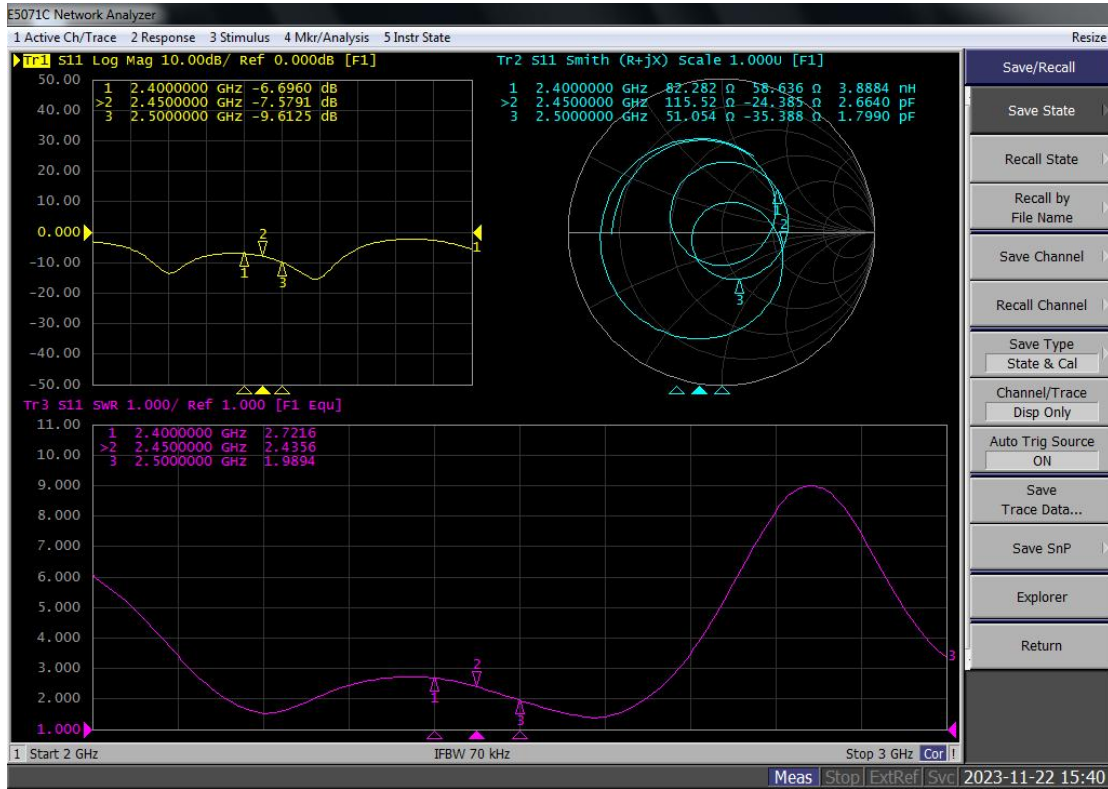 E5071C Network Analyzer
1 Active Ch/Trace 2 Response 3 Stimulus 4 Mkr/Analysis 5 Instr State
Resize
Tr1 S11 Log Mag 10.00dB/ Ref 0.000dB [F1]
50.00
40.00
30.00
20.00
10.00
0.000
-10.00
-20.00
-30.00
-40.00
-50.00
1 2.4000000 GHz -6.6960 dB
>2 2.4500000 GHz -7.5791 dB
3 2.5000000 GHz -9.6125 dB
2
1
3
1
Tr2 S11 Smith (R+jX) Scale 1.000U [F1]
1 2.4000000 GHz 82.282 Ω 58.636 Ω 3.8884 nH
>2 2.4500000 GHz 115.52 Ω -24.385 Ω 2.6640 pF
3 2.5000000 GHz 51.054 Ω -35.388 Ω 1.7990 pF
1
2
3
Tr3 S11 SWR 1.000/ Ref 1.000 [F1 Equ]
11.00
10.00
9.000
8.000
7.000
6.000
5.000
4.000
3.000
2.000
1.000
1 2.4000000 GHz 2.7216
>2 2.4500000 GHz 2.4356
3 2.5000000 GHz 1.9894
2
1
3
3
1 Start 2 GHz
IFBW 70 kHz
Stop 3 GHz Cor !
Save/Recall
Save State
Recall State
Recall by
File Name
Save Channel
Recall Channel
Save Type
State & Cal
Channel/Trace
Disp Only
Auto Trig Source
ON
Save
Trace Data...
Save SnP
Explorer
Return
Meas Stop ExtRef Svc 2023-11-22 15:40